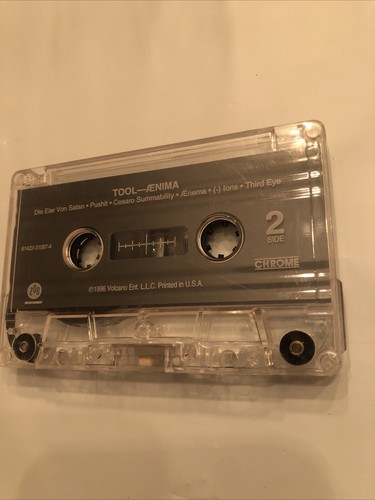 TOOL—ÆNIMA
Die Eier Von Satan • Pushit • Cesaro Summability • Ænema • (-) Ions • Third Eye
61422-31087-4
2
SIDE
CHROME
©1996 Volcano Ent. L.L.C. Printed in U.S.A.